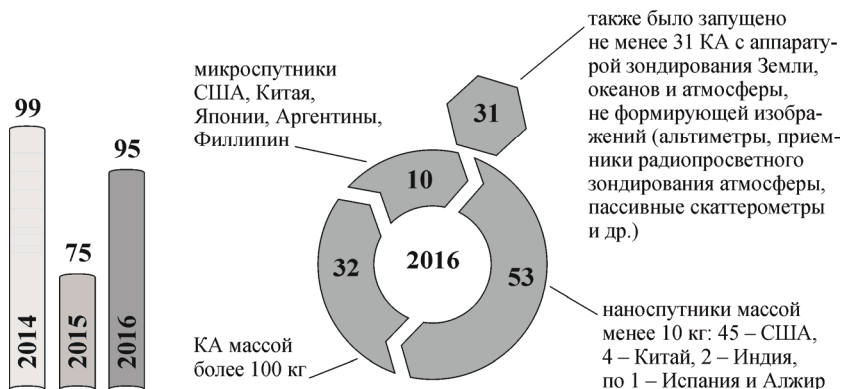 99
75
95
2014
2015
2016
микроспутники
США, Китая,
Японии, Аргентины,
Филлипин
31
10
32
53
2016
также было запущено
не менее 31 КА с аппарату-
рой зондирования Земли,
океанов и атмосферы,
не формирующей изобра-
жений (альтиметры, прием-
ники радиопросветного
зондирования атмосферы,
пассивные скаттерометры
и др.)
КА массой
более 100 кг
наноспутники массой
менее 10 кг: 45 – США,
4 – Китай, 2 – Индия,
по 1 – Испания и Алжир